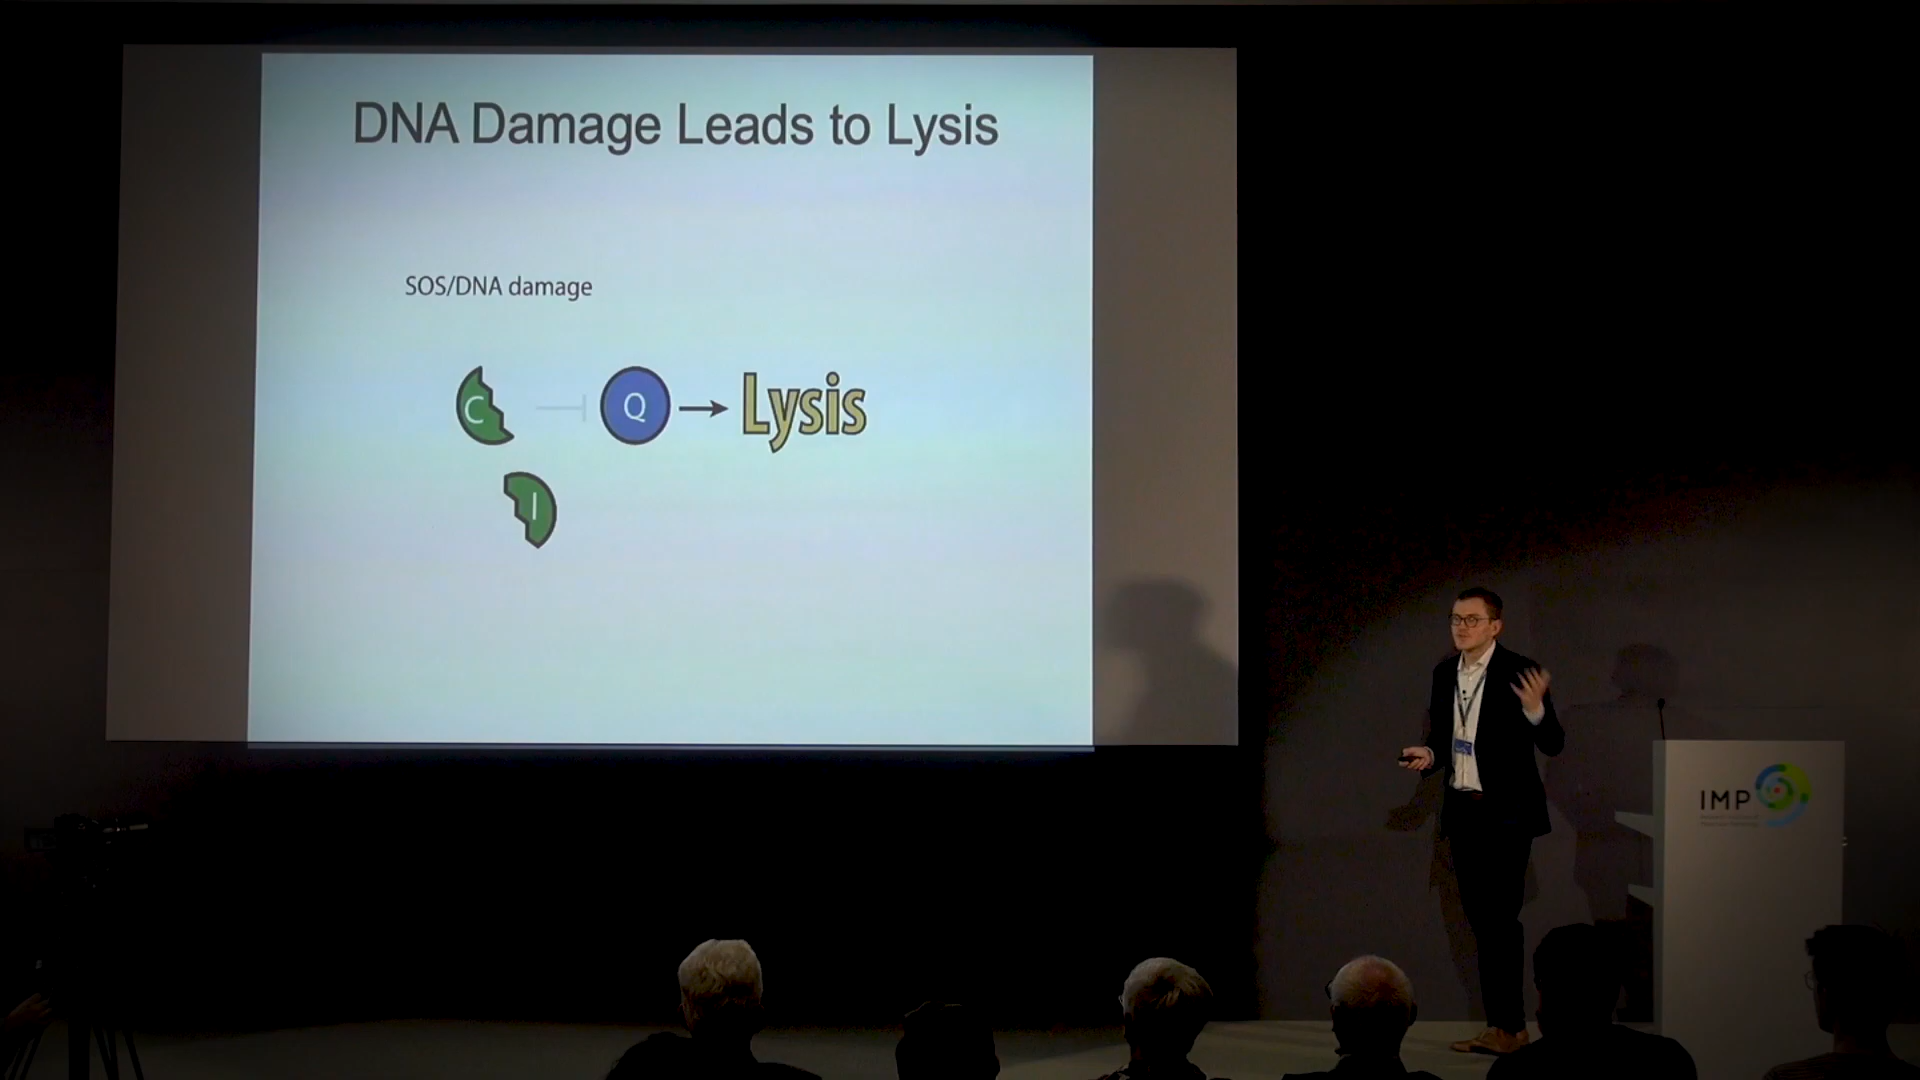 DNA Damage Leads to Lysis
SOS/DNA damage
C
Q
Lysis
I
IMP